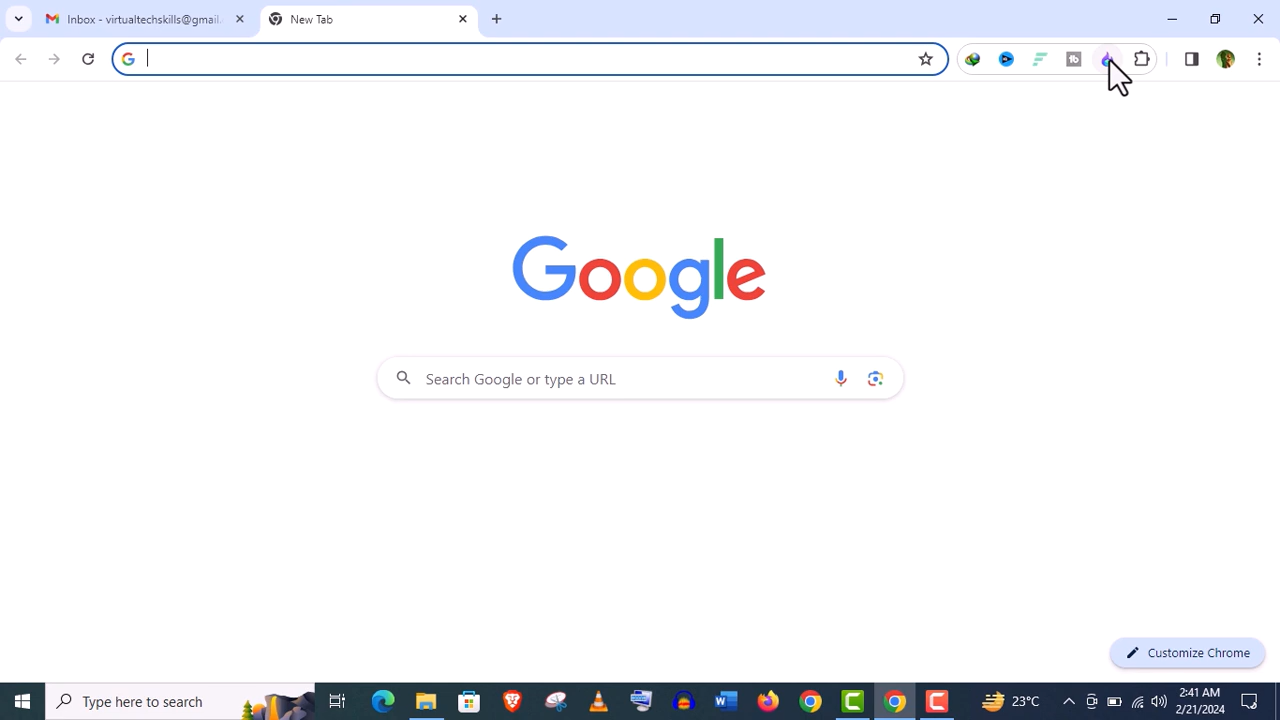 Inbox - virtualtechskills@gmail.
New Tab
tb
Google
Search Google or type a URL
Customize Chrome
Type here to search
23°C
2:41 AM
2/21/2024